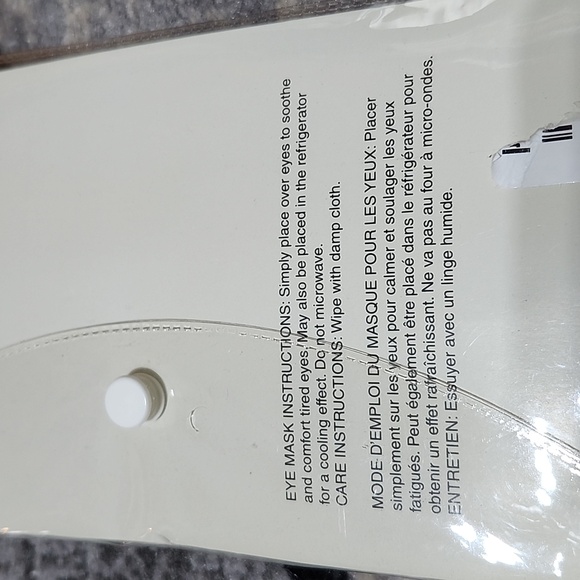 EYE MASK INSTRUCTIONS: Simply place over eyes to soothe
and comfort tired eyes. May also be placed in the refrigerator
for a cooling effect. Do not microwave.
CARE INSTRUCTIONS: Wipe with damp cloth.
MODE D'EMPLOI DU MASQUE POUR LES YEUX: Placer
simplement sur les yeux pour calmer et soulager les yeux
fatigués. Peut également être placé dans le réfrigérateur pour
obtenir un effet rafraîchissant. Ne va pas au four à micro-ondes.
ENTRETIEN: Essuyer avec un linge humide.